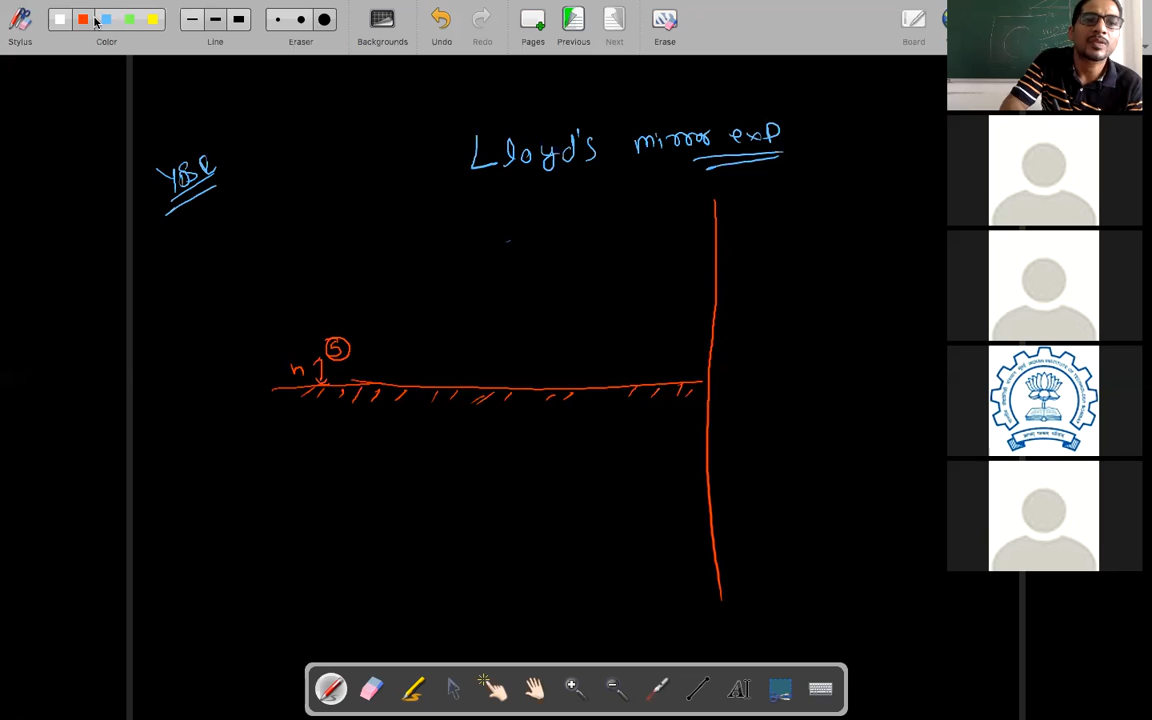 Stylus
Color
Line
Eraser
Backgrounds
Undo
Redo
Pages
Previous
Next
Erase
Board
Lloyd's mirror exp
YDSE
h
S